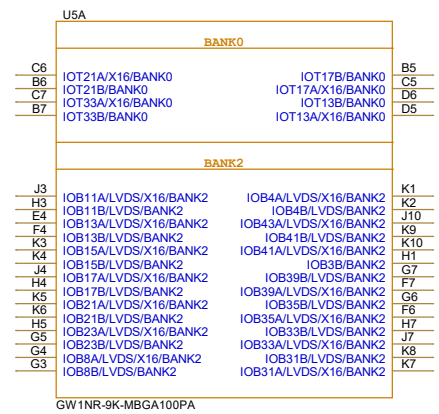 U5A
BANK0
C6 IOT21A/X16/BANK0 IOT17B/BANK0 B5
B6 IOT21B/BANK0 IOT17A/X16/BANK0 C5
C7 IOT33A/X16/BANK0 IOT13B/BANK0 D6
B7 IOT33B/BANK0 IOT13A/X16/BANK0 D5
BANK2
J3 IOB11A/LVDS/X16/BANK2 IOB4A/LVDS/X16/BANK2 K1
H3 IOB11B/LVDS/BANK2 IOB4B/LVDS/BANK2 K2
E4 IOB13A/LVDS/X16/BANK2 IOB43A/LVDS/X16/BANK2 J10
F4 IOB13B/LVDS/BANK2 IOB41B/LVDS/BANK2 K9
K3 IOB15A/LVDS/X16/BANK2 IOB41A/LVDS/X16/BANK2 K10
K4 IOB15B/LVDS/BANK2 IOB3B/BANK2 H1
J4 IOB17A/LVDS/X16/BANK2 IOB39B/LVDS/BANK2 G7
H4 IOB17B/LVDS/BANK2 IOB39A/LVDS/X16/BANK2 F7
K5 IOB21A/LVDS/X16/BANK2 IOB35B/LVDS/BANK2 G6
K6 IOB21B/LVDS/BANK2 IOB35A/LVDS/X16/BANK2 F6
H5 IOB23A/LVDS/X16/BANK2 IOB33B/LVDS/BANK2 H7
G5 IOB23B/LVDS/BANK2 IOB33A/LVDS/X16/BANK2 J7
G4 IOB8A/LVDS/X16/BANK2 IOB31B/LVDS/BANK2 K8
G3 IOB8B/LVDS/BANK2 IOB31A/LVDS/X16/BANK2 K7
GW1NR-9K-MBGA100PA